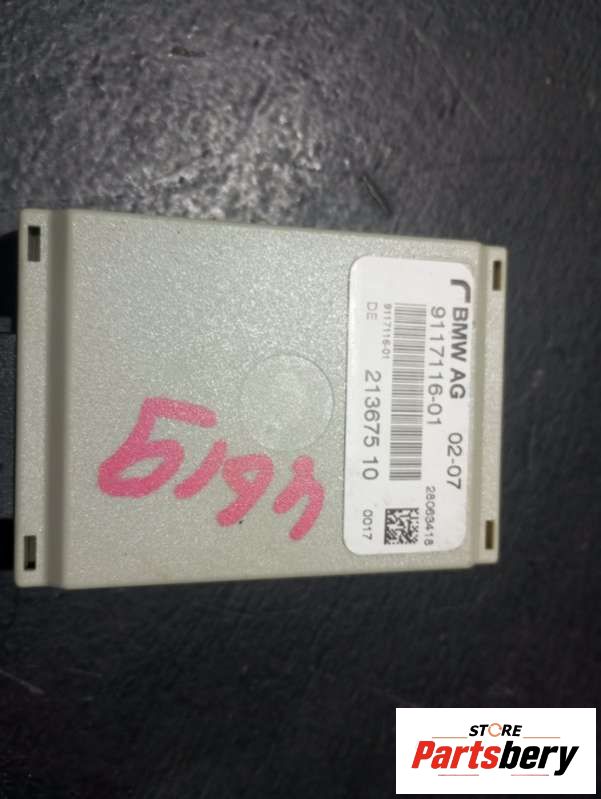 BMW AG 02-07
9117116-01 28063418
9117116-01
DE 213675 10 0017
STORE
Partsbery